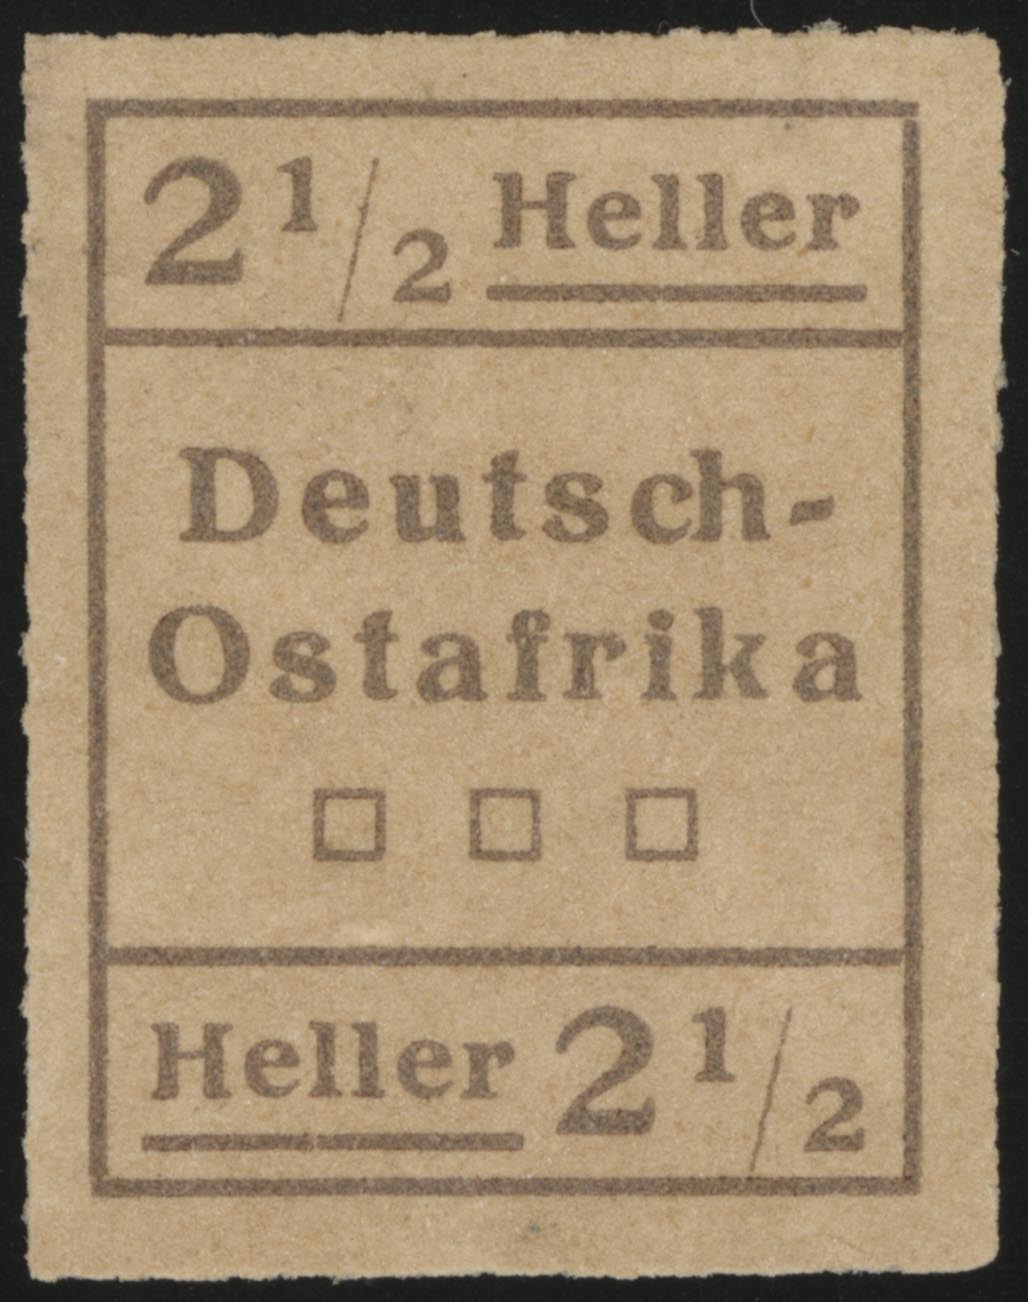 2 1/2 Heller
Deutsch-
Ostafrika
Heller 2 1/2